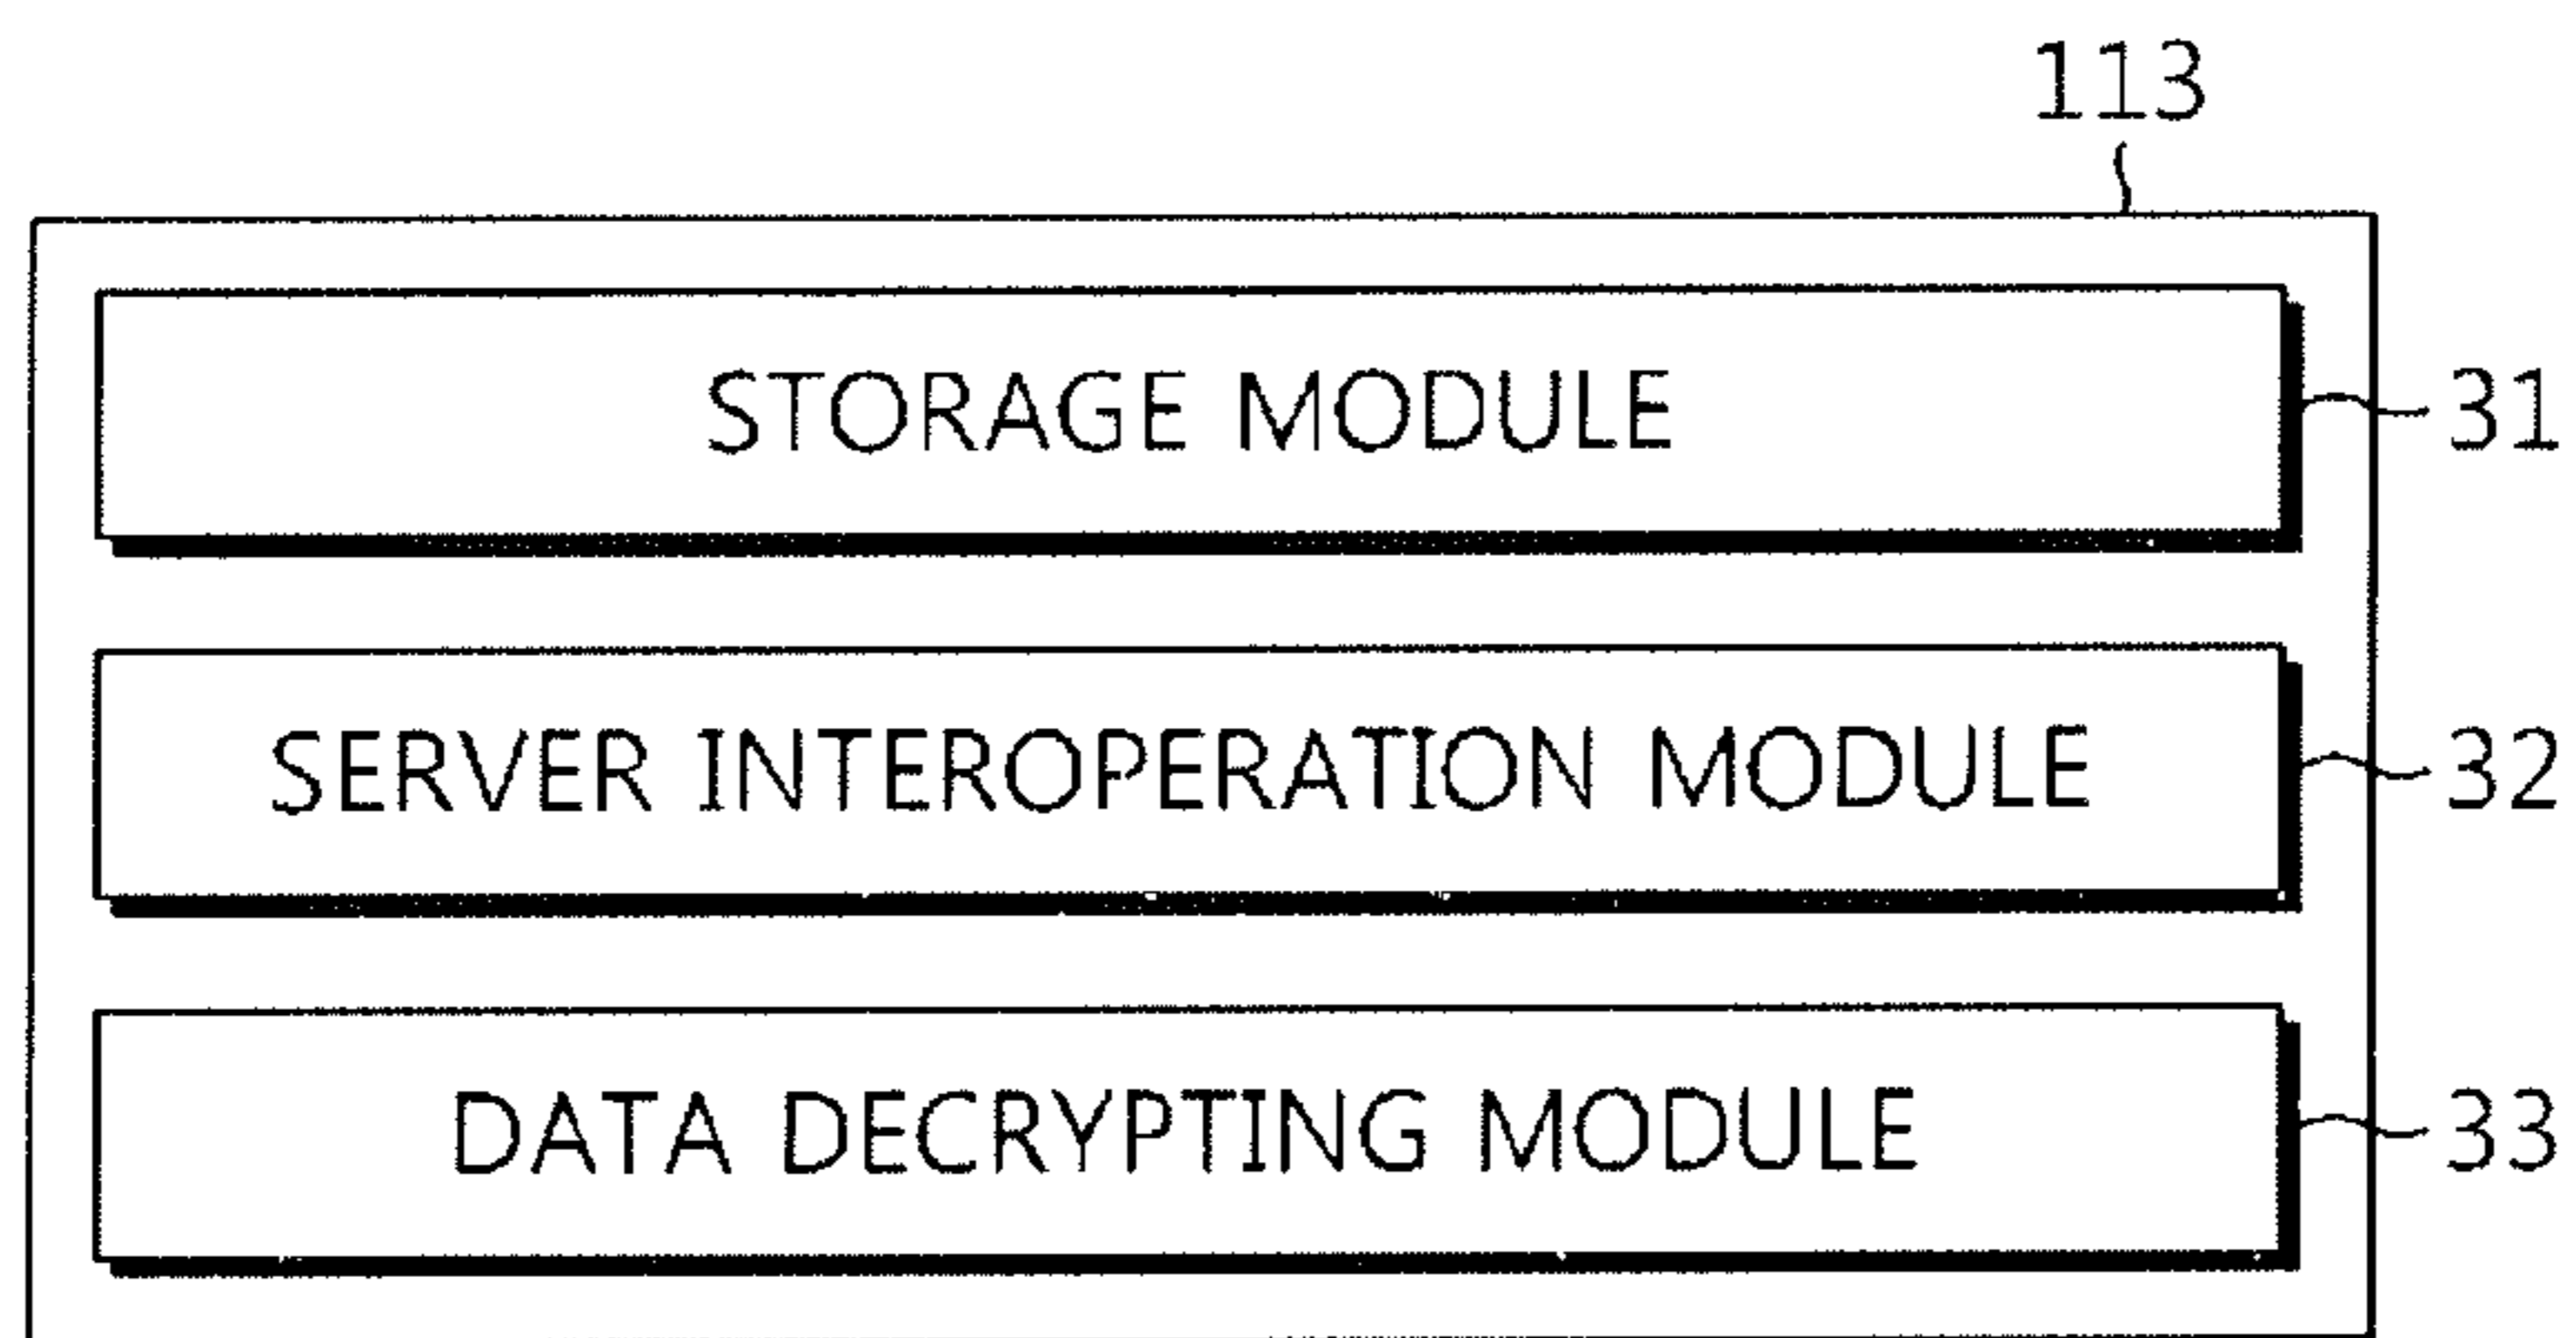 113
STORAGE MODULE 31
SERVER INTEROPERATION MODULE 32
DATA DECRYPTING MODULE 33